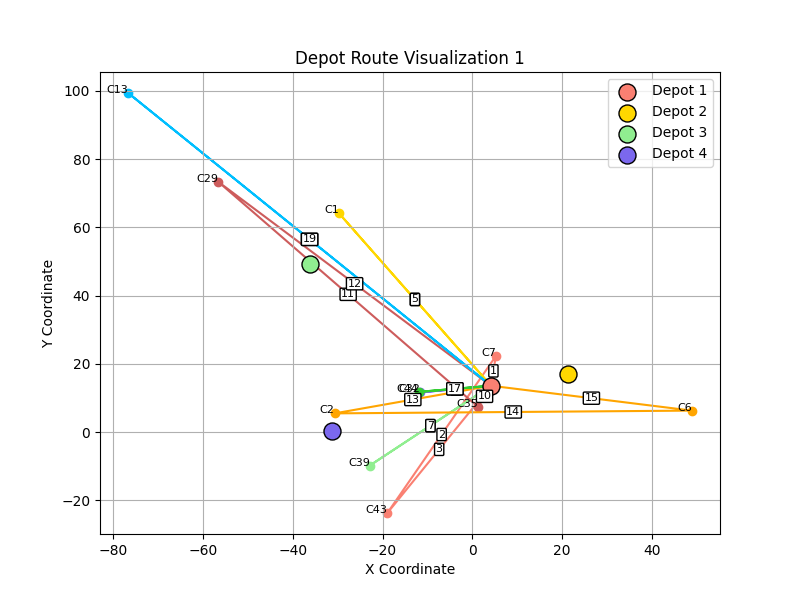 Depot Route Visualization 1
Depot 1
Depot 2
Depot 3
Depot 4
Y Coordinate
100
80
60
40
20
0
−20
−80
−60
−40
−20
0
20
40
X Coordinate
C13
C29
C1
19
12
11
5
C7
1
17
13
C35
10
15
C2
14
C6
7
2
3
C39
C43